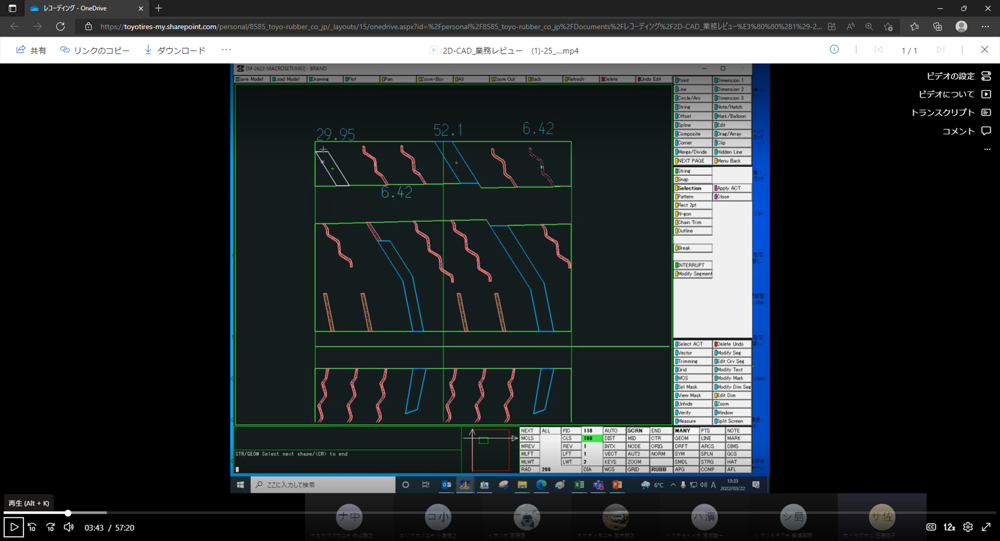 レコーディング - OneDrive
https://toyotires-my.sharepoint.com/personal/8585_toyo-rubber_co_jp/_layouts/15/onedrive.aspx?id=%2Fpersonal%2F8585_toyo-rubber_co_jp%2FDocuments%2Fレコーディング%2F2D-CAD_業務レビュー%E3%80%80%281%29-2...
共有 リンクのコピー ダウンロード ...
2D-CAD_業務レビュー　(1)-25_....mp4
1 / 1
ビデオの設定
ビデオについて
トランスクリプト
コメント
[M-2622-MACROSETUMEI] - BRAND
Save Model Load Model Drawing Plot Pan Zoom-Box All Zoom Out Back Refresh Delete Undo Edit
Point Dimension 1
Line Dimension 2
Circle/Arc Dimension 3
String Note/Hatch
Offset Mark/Balloon
Spline Edit
Composite Drag/Array
Corner Clip
Merge/Divide Hidden Line
NEXT PAGE Menu Back
String
Snap
Selection Apply ACT
Pattern Close
Rect 2pt
N-gon
Chain Trim
Outline
Break
INTERRUPT
Modify Segment
29.95 52.1 6.42
6.42
Select ACT Delete Undo
Vector Modify Seg
Trimming Edit Crv Seg
Grid Modify Text
WCS Modify Mark
Sel Mask Modify Dim Seg
View Mask Edit Dim
Unhide Zoom
Verify Window
Measure Split Screen
NEXT ALL PIC 110 AUTO SCRN END MANY PTS NOTE
MCLS CLS 100 DIST MID CTR GEOM LINE MARK
MREV REV 1 INTX NODE ORIG DRFT ARCS DIMS
MLFT LFT 1 VECT AUT2 NORM SYM SPLN GCS
MLWT LWT 2 KEYS ZOOM SMDL STRG HAT
RAD 200 DIA WCS GRID RUBB APG COMP AFL
STR/GEOM Select next shape/<CR> to end
ここに入力して検索
6°C
A
13:33
2022/03/22
再生 (Alt + K)
ナ中 コ小 ハ濱 シ島 サ佐
10 10 03:43 / 57:20
CC 1.2x